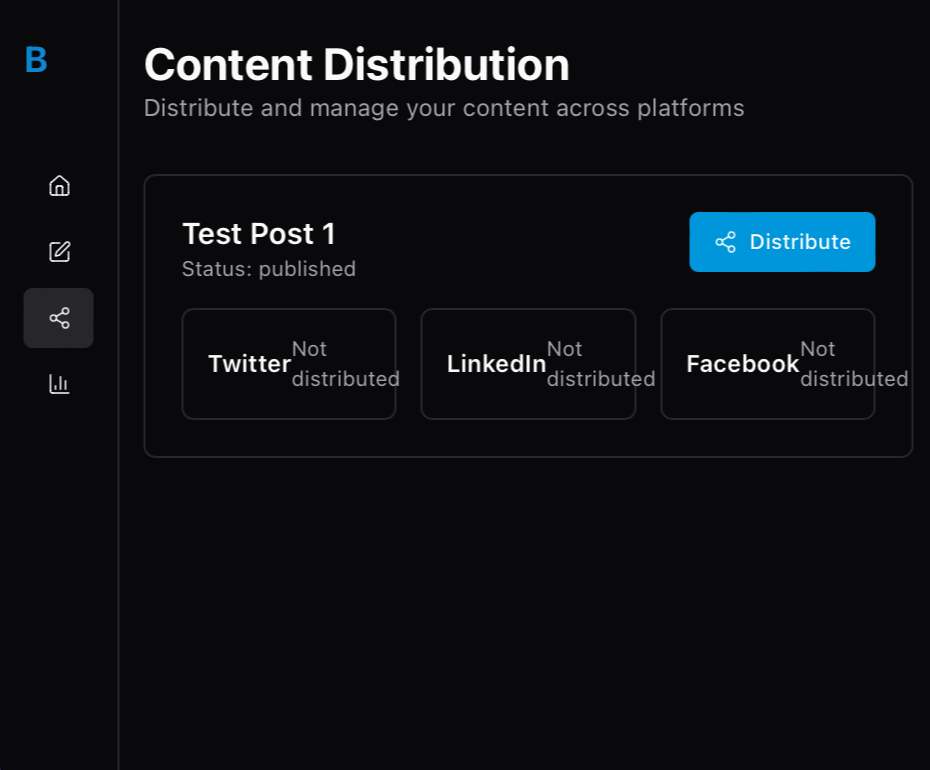 B
Content Distribution
Distribute and manage your content across platforms
Test Post 1
Status: published
Distribute
Twitter
Not
distributed
LinkedIn
Not
distributed
Facebook
Not
distributed